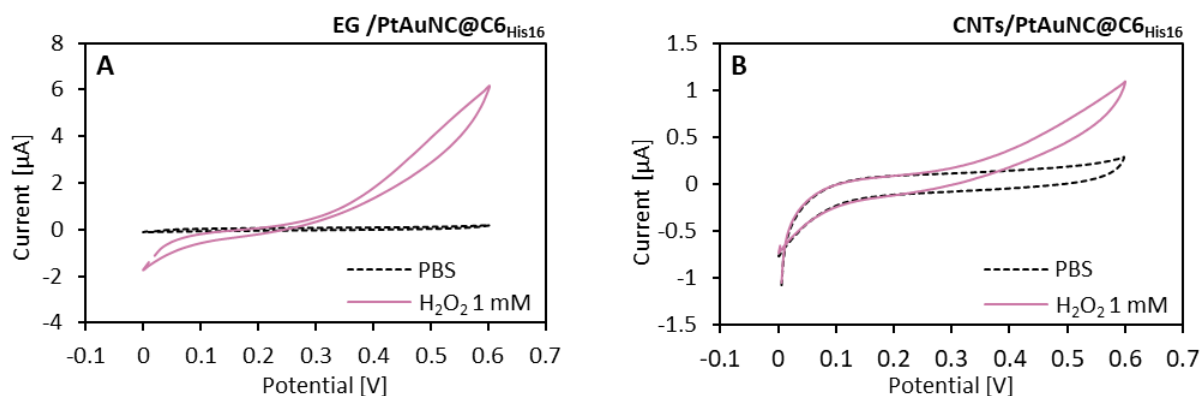 EG /PtAuNC@C6His16
A
8
6
4
2
0
-2
-4
Current [µA]
-0.1 0 0.1 0.2 0.3 0.4 0.5 0.6 0.7
Potential [V]
PBS
H₂O₂ 1 mM
CNTs/PtAuNC@C6His16
B
1.5
1
0.5
0
-0.5
-1
-1.5
Current [µA]
-0.1 0 0.1 0.2 0.3 0.4 0.5 0.6 0.7
Potential [V]
PBS
H₂O₂ 1 mM